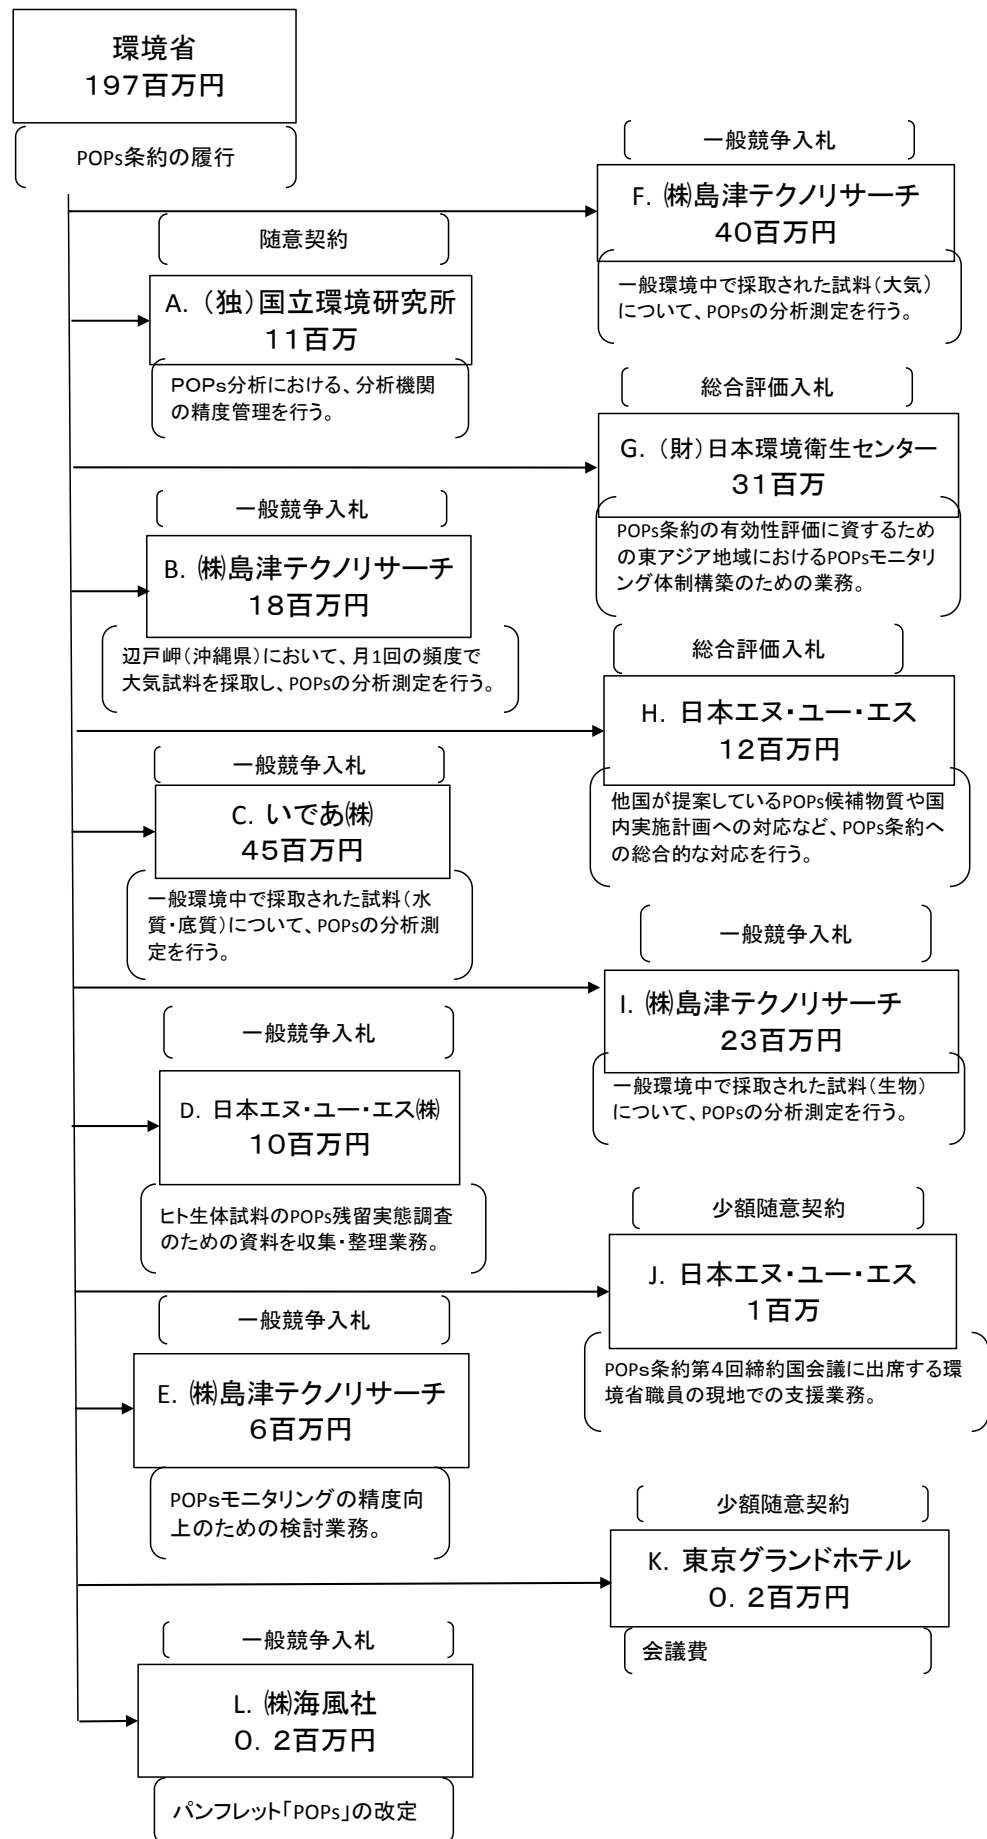 環境省
197百万円
POPs条約の履行
随意契約
A. (独)国立環境研究所
11百万
POPs分析における、分析機関
の精度管理を行う。
一般競争入札
B. ㈱島津テクノリサーチ
18百万円
辺戸岬(沖縄県)において、月1回の頻度で
大気試料を採取し、POPsの分析測定を行う。
一般競争入札
C. いであ㈱
45百万円
一般環境中で採取された試料(水
質・底質)について、POPsの分析測
定を行う。
一般競争入札
D. 日本エヌ・ユー・エス㈱
10百万円
ヒト生体試料のPOPs残留実態調査
のための資料を収集・整理業務。
一般競争入札
E. ㈱島津テクノリサーチ
6百万円
POPsモニタリングの精度向
上のための検討業務。
一般競争入札
L. ㈱海風社
0. 2百万円
パンフレット「POPs」の改定
一般競争入札
F. ㈱島津テクノリサーチ
40百万円
一般環境中で採取された試料(大気)
について、POPsの分析測定を行う。
総合評価入札
G. (財)日本環境衛生センター
31百万
POPs条約の有効性評価に資するため
の東アジア地域におけるPOPsモニタリ
ング体制構築のための業務。
総合評価入札
H. 日本エヌ・ユー・エス
12百万円
他国が提案しているPOPs候補物質や国
内実施計画への対応など、POPs条約へ
の総合的な対応を行う。
一般競争入札
I. ㈱島津テクノリサーチ
23百万円
一般環境中で採取された試料(生物)
について、POPsの分析測定を行う。
少額随意契約
J. 日本エヌ・ユー・エス
1百万
POPs条約第4回締約国会議に出席する環
境省職員の現地での支援業務。
少額随意契約
K. 東京グランドホテル
0. 2百万円
会議費